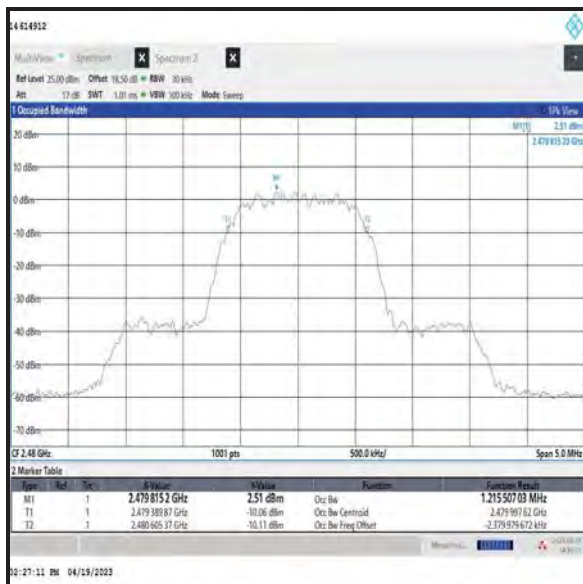 14 614912
MultiView Spectrum X Spectrum 2 X
Ref Level 25.00 dBm Offset 18.50 dB RBW 30 kHz
Att 17 dB SWT 1.01 ms VBW 100 kHz Mode Sweep
1 Occupied Bandwidth 1Pk View
M1[1] 2.51 dBm
2.479 815 20 GHz
20 dBm
10 dBm
M1
0 dBm
T1 T2
-10 dBm
-20 dBm
-30 dBm
-40 dBm
-50 dBm
-60 dBm
-70 dBm
CF 2.48 GHz 1001 pts 500.0 kHz/ Span 5.0 MHz
2 Marker Table
Type Ref Trc X-Value Y-Value Function Function Result
M1 1 2.479 815 2 GHz 2.51 dBm Occ Bw 1.215 507 03 MHz
T1 1 2.479 389 87 GHz -10.06 dBm Occ Bw Centroid 2.479 997 62 GHz
T2 1 2.480 605 37 GHz -10.11 dBm Occ Bw Freq Offset -2.379 979 672 kHz
02:27:11 PM 04/19/2023